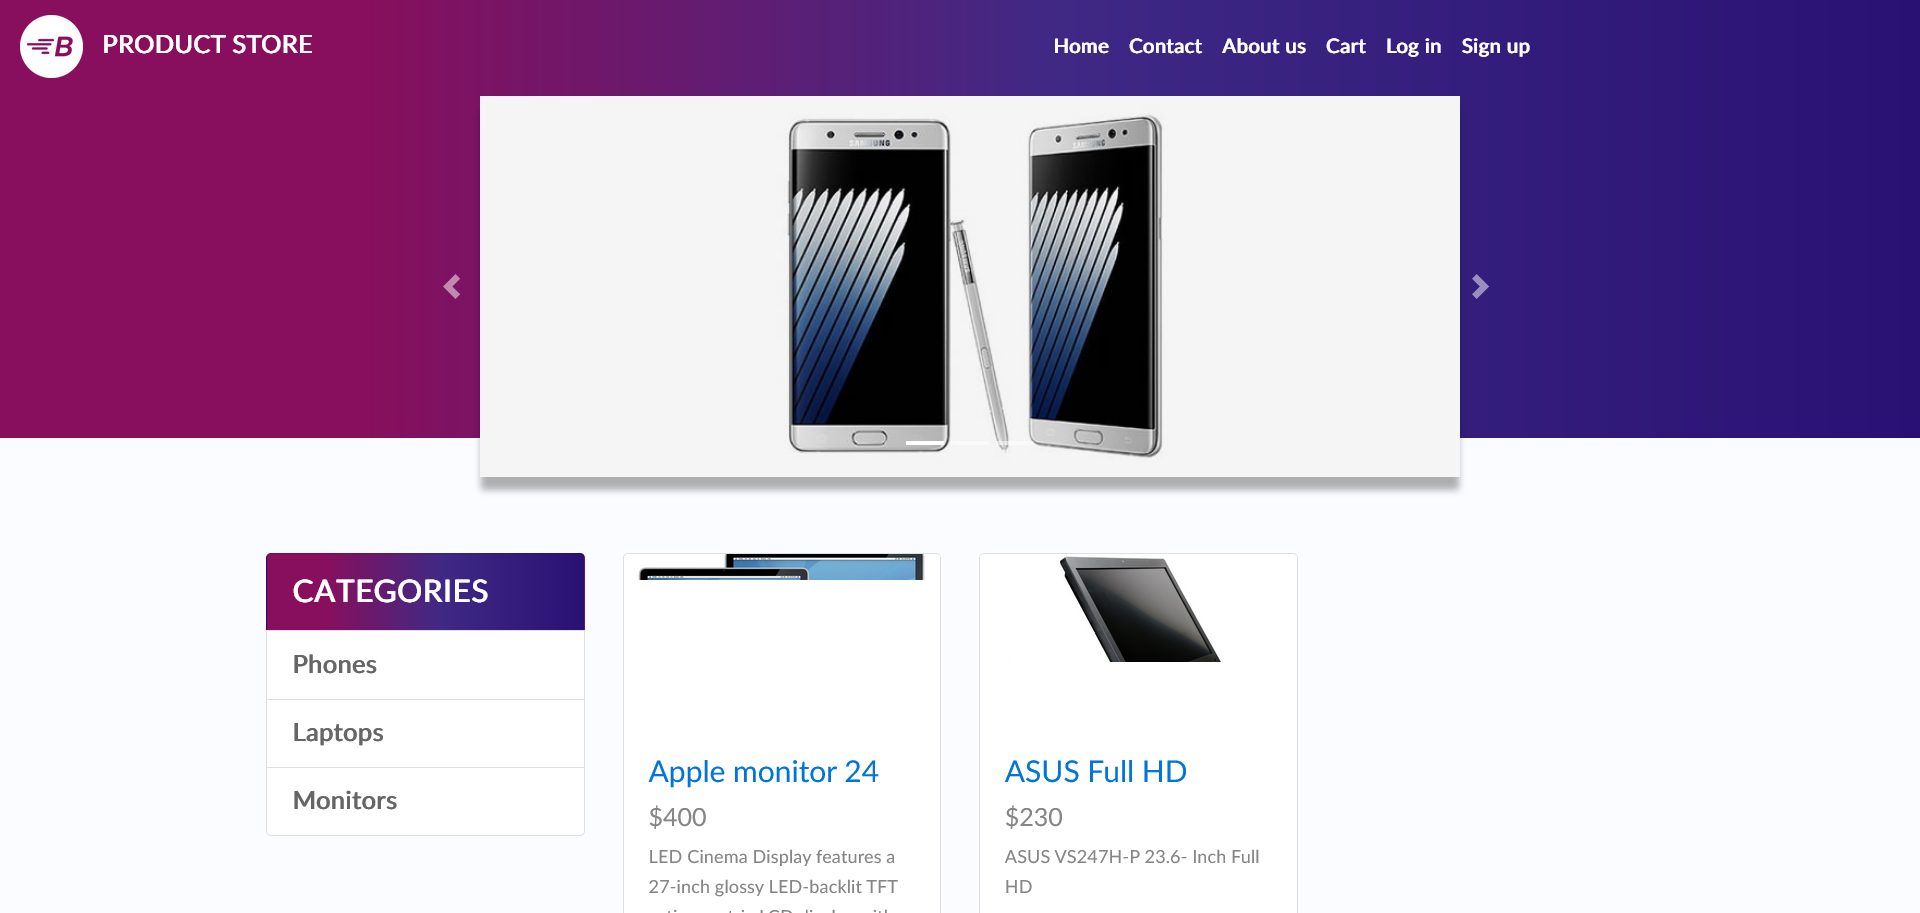 B PRODUCT STORE
Home Contact About us Cart Log in Sign up
SAMSUNG SAMSUNG
CATEGORIES
Phones
Laptops
Monitors
Apple monitor 24
$400
LED Cinema Display features a
27-inch glossy LED-backlit TFT
ASUS Full HD
$230
ASUS VS247H-P 23.6- Inch Full
HD